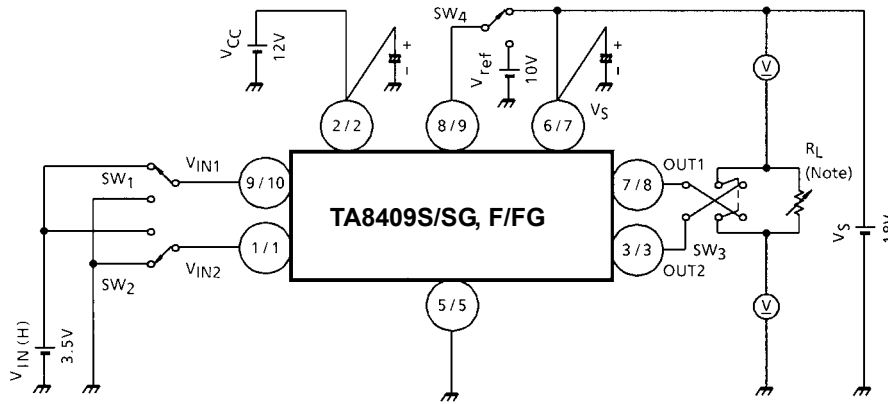 VCC
12V
+
-
SW4
Vref
10V
+
-
VS
V
2 / 2
8 / 9
6 / 7
SW1
VIN1
9 / 10
TA8409S/SG, F/FG
7 / 8
OUT1
RL
(Note)
SW2
VIN2
1 / 1
3 / 3
OUT2
SW3
VS
18V
VIN (H)
3.5V
5 / 5
V